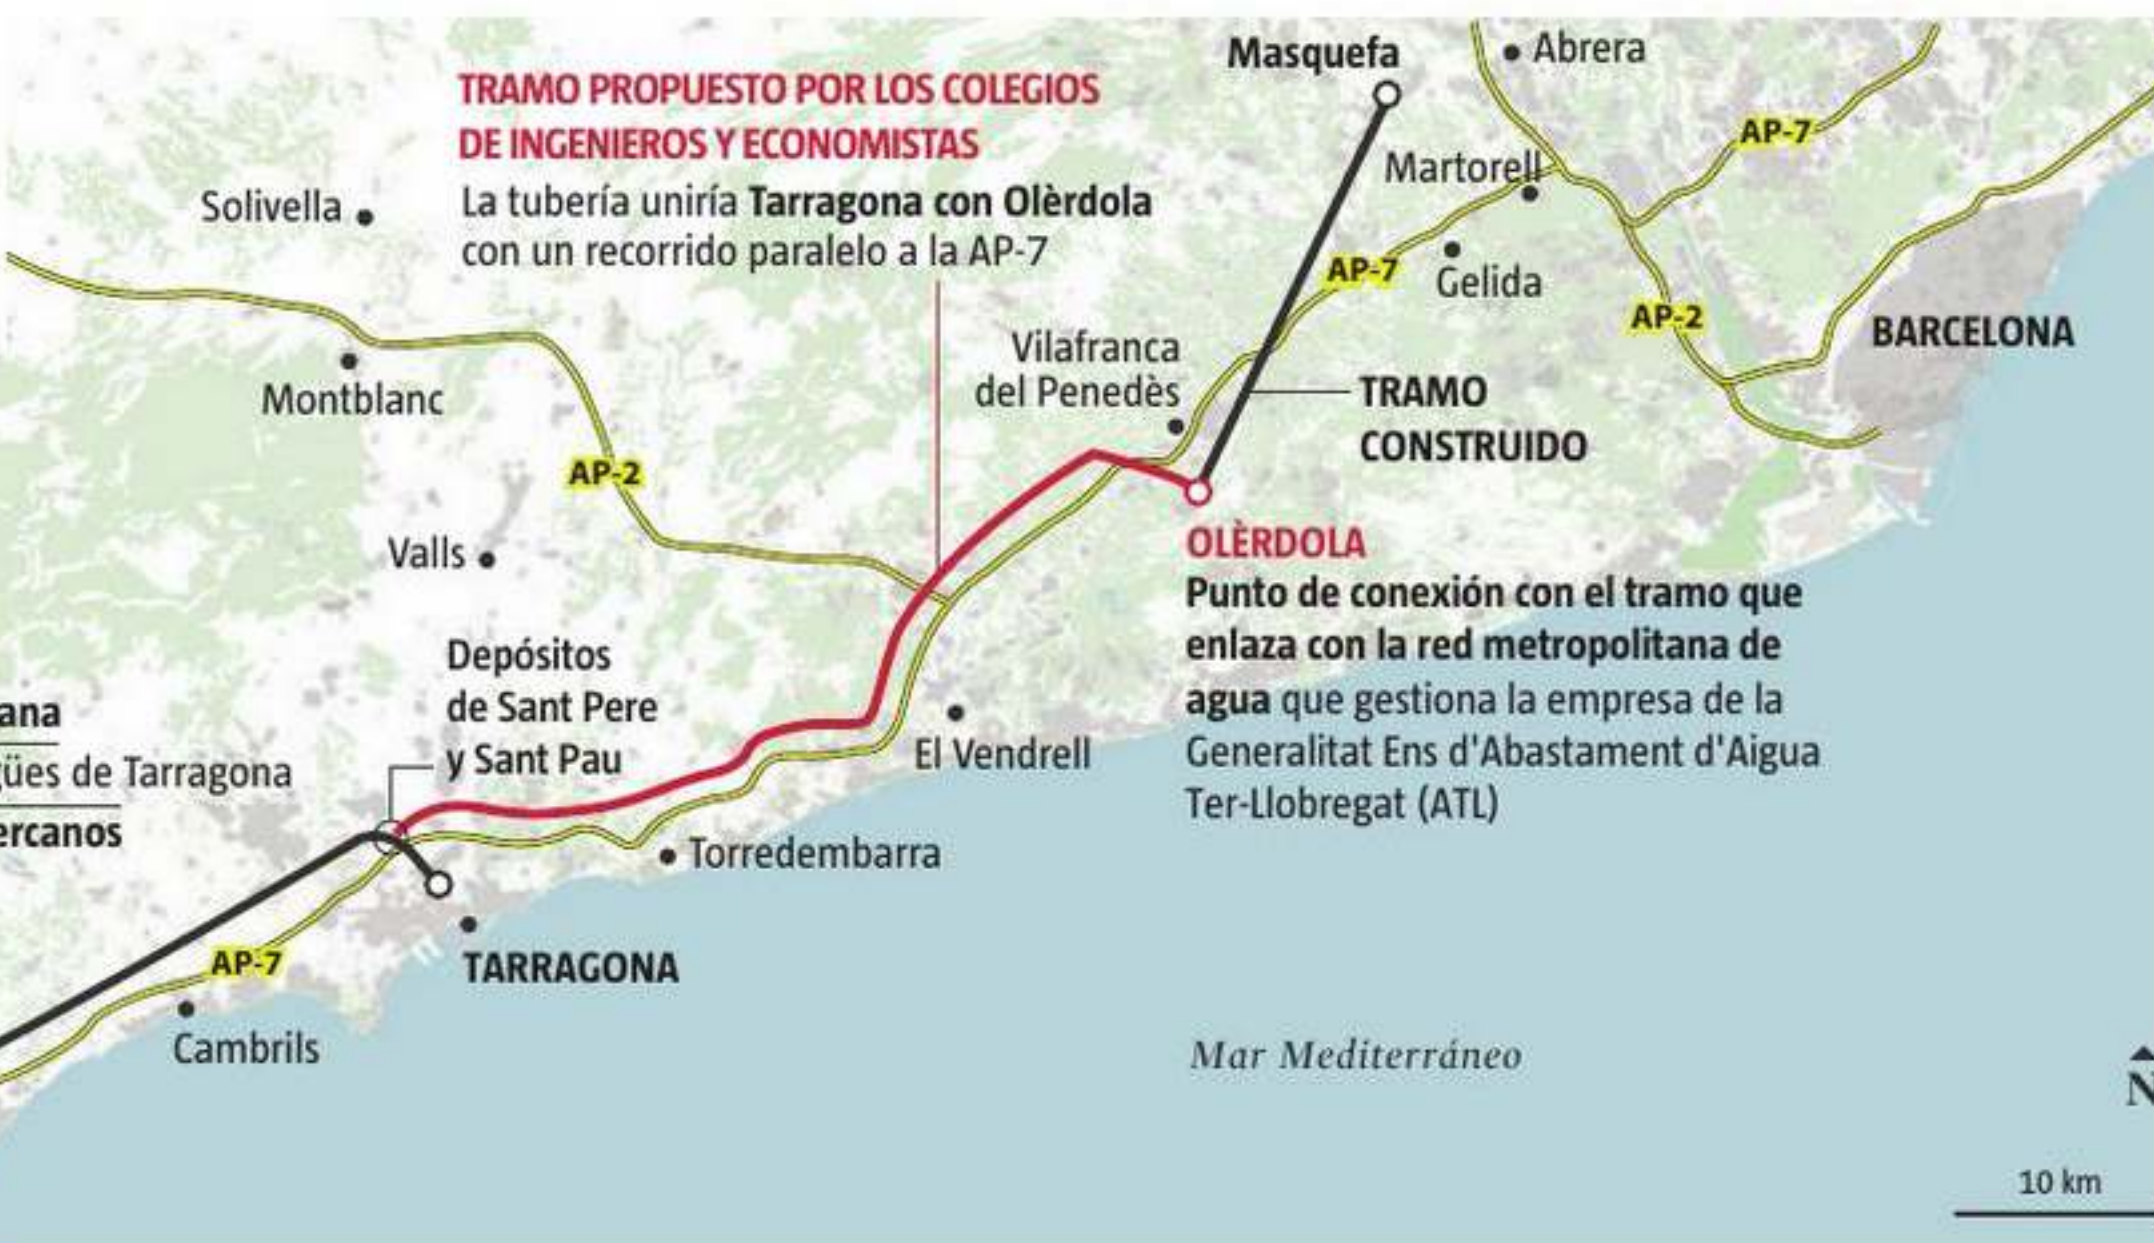 Masquefa
Abrera
TRAMO PROPUESTO POR LOS COLEGIOS
DE INGENIEROS Y ECONOMISTAS
La tubería uniría Tarragona con Olèrdola
con un recorrido paralelo a la AP-7
AP-7
Martorell
Solivella
AP-7
Gelida
AP-2
BARCELONA
Vilafranca
del Penedès
Montblanc
TRAMO
CONSTRUIDO
AP-2
Valls
OLÈRDOLA
Punto de conexión con el tramo que
enlaza con la red metropolitana de
agua que gestiona la empresa de la
Generalitat Ens d'Abastament d'Aigua
Ter-Llobregat (ATL)
Depósitos
de Sant Pere
y Sant Pau
ana
gües de Tarragona
ercanos
El Vendrell
Torredembarra
TARRAGONA
AP-7
Cambrils
Mar Mediterráneo
N
10 km